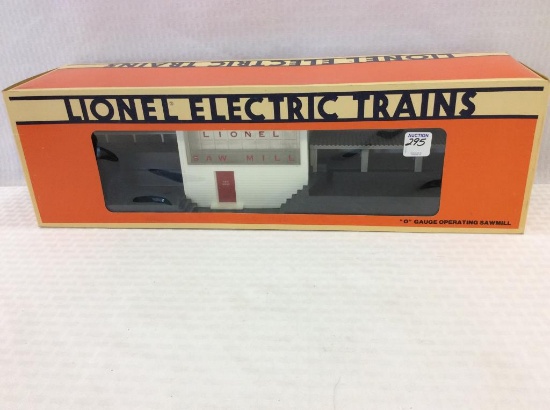 LIONEL ELECTRIC TRAINS
LIONEL ELECTRIC TRAINS
AUCTION
295
LIONEL
SAW MILL
"O" GAUGE OPERATING SAWMILL